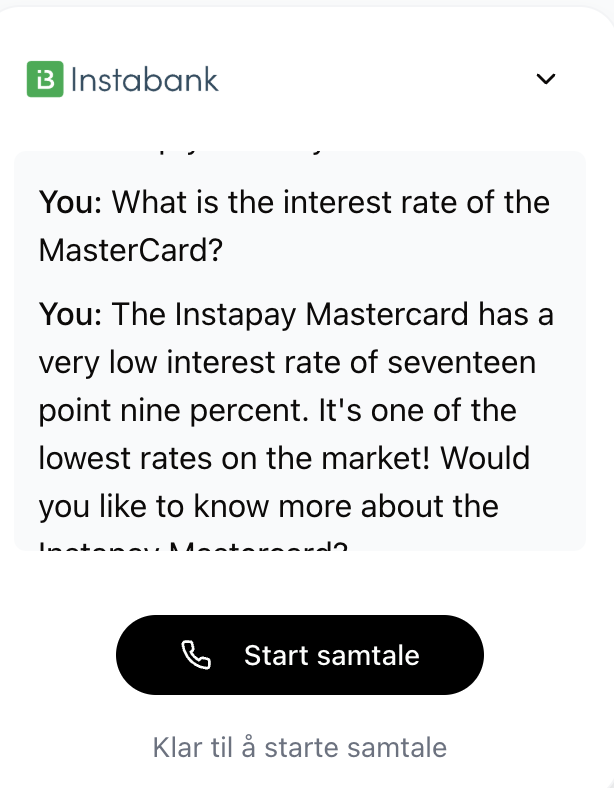 iB Instabank
You: What is the interest rate of the
MasterCard?
You: The Instapay Mastercard has a
very low interest rate of seventeen
point nine percent. It's one of the
lowest rates on the market! Would
you like to know more about the
Instapay Mastercard?
Start samtale
Klar til å starte samtale